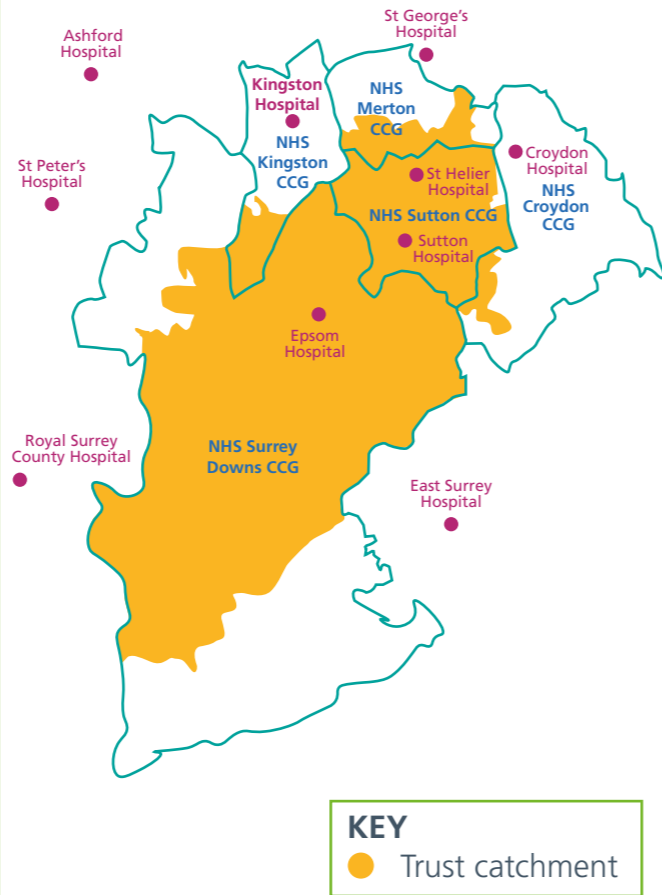 St George's
Hospital
Ashford
Hospital
Kingston
Hospital
NHS
Merton
CCG
NHS
Kingston
CCG
St Peter's
Hospital
St Helier
Hospital
Croydon
Hospital
NHS
Croydon
CCG
NHS Sutton CCG
Sutton
Hospital
Epsom
Hospital
NHS Surrey
Downs CCG
Royal Surrey
County Hospital
East Surrey
Hospital
KEY
Trust catchment